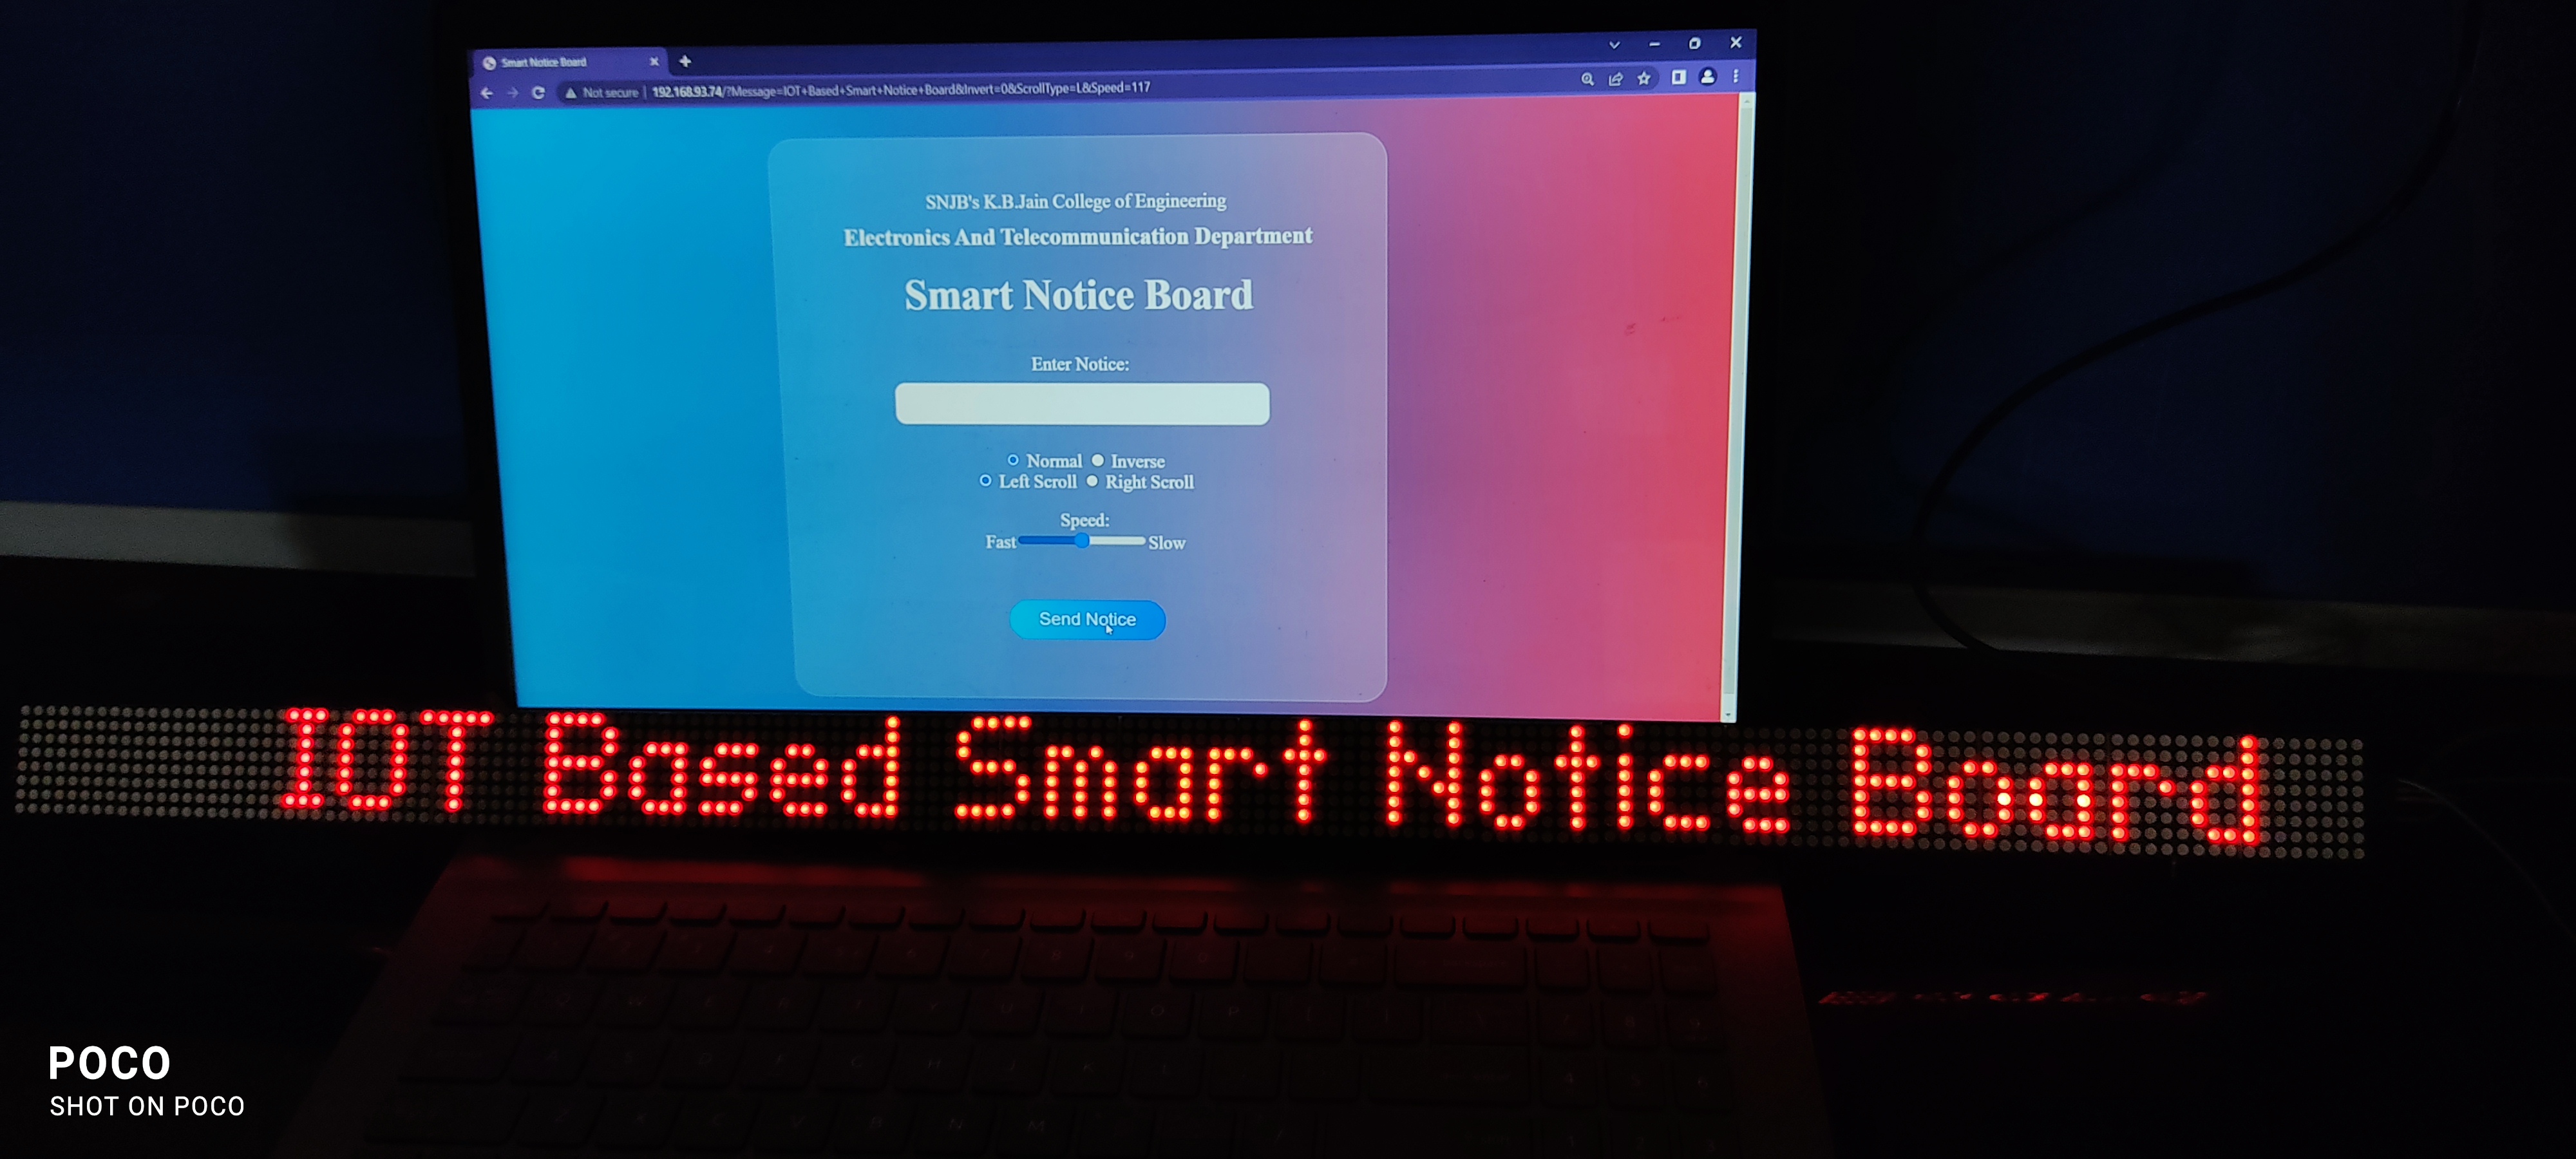 Smart Notice Board
Not secure | 192.168.93.74/?Message=IOT+Based+Smart+Notice+Board&Invert=0&ScrollType=L&Speed=117
SNJB's K.B.Jain College of Engineering
Electronics And Telecommunication Department
Smart Notice Board
Enter Notice:
Normal Inverse
Left Scroll Right Scroll
Speed:
Fast Slow
Send Notice
IOT Based Smart Notice Board
POCO
SHOT ON POCO